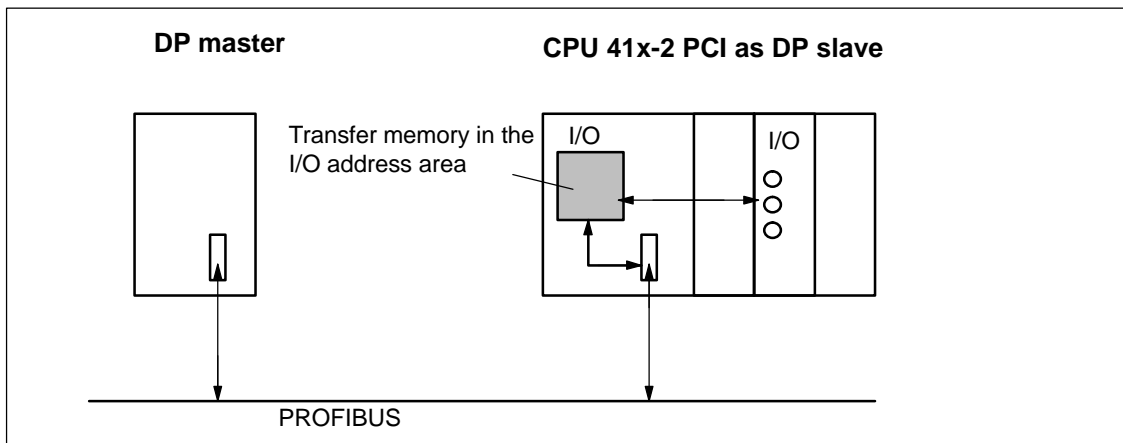 DP master
CPU 41x-2 PCI as DP slave
Transfer memory in the
I/O address area
I/O
I/O
PROFIBUS